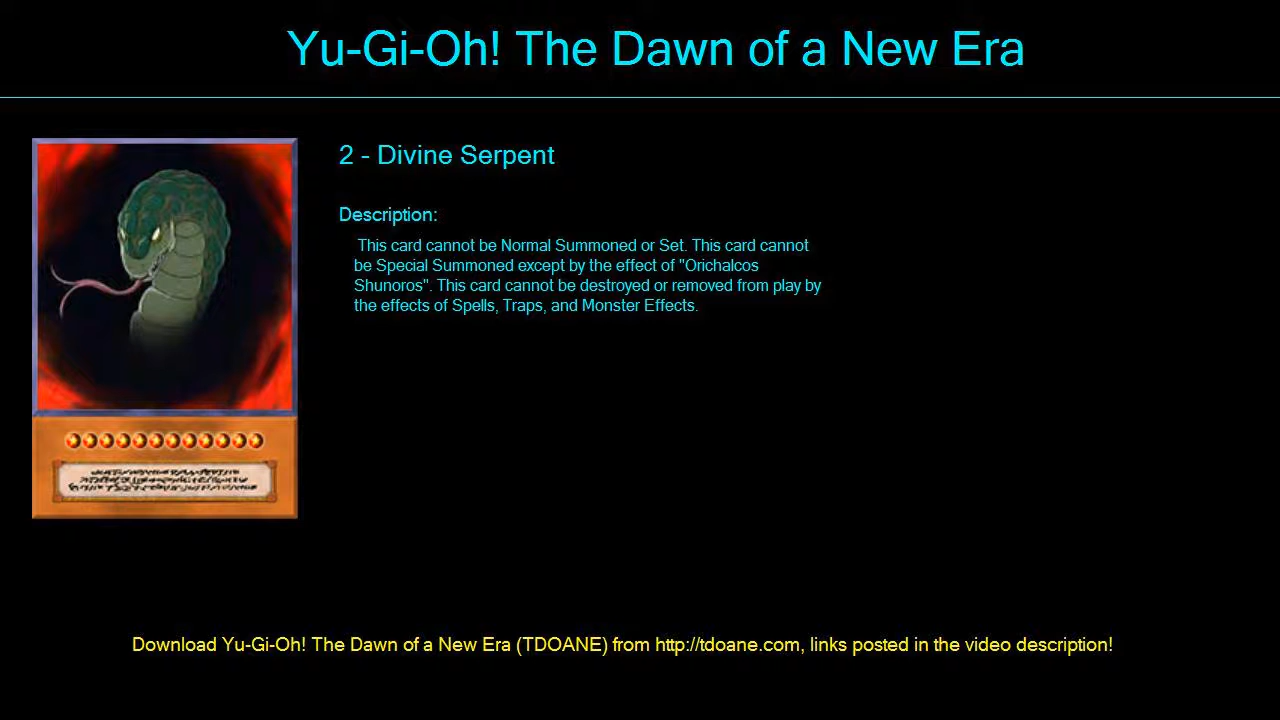 Yu-Gi-Oh! The Dawn of a New Era
2 - Divine Serpent
Description:
This card cannot be Normal Summoned or Set. This card cannot
be Special Summoned except by the effect of "Orichalcos
Shunoros". This card cannot be destroyed or removed from play by
the effects of Spells, Traps, and Monster Effects.
Download Yu-Gi-Oh! The Dawn of a New Era (TDOANE) from http://tdoane.com, links posted in the video description!